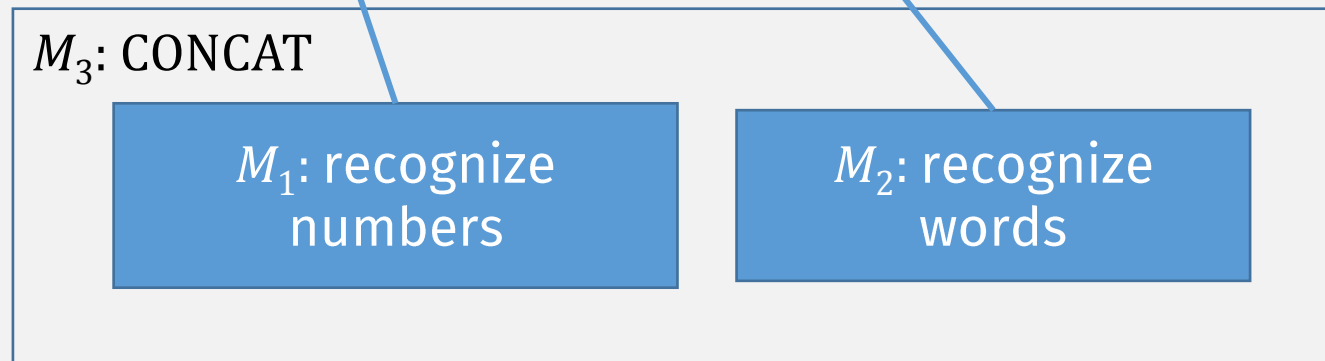 M₃: CONCAT
M₁: recognize
numbers
M₂: recognize
words